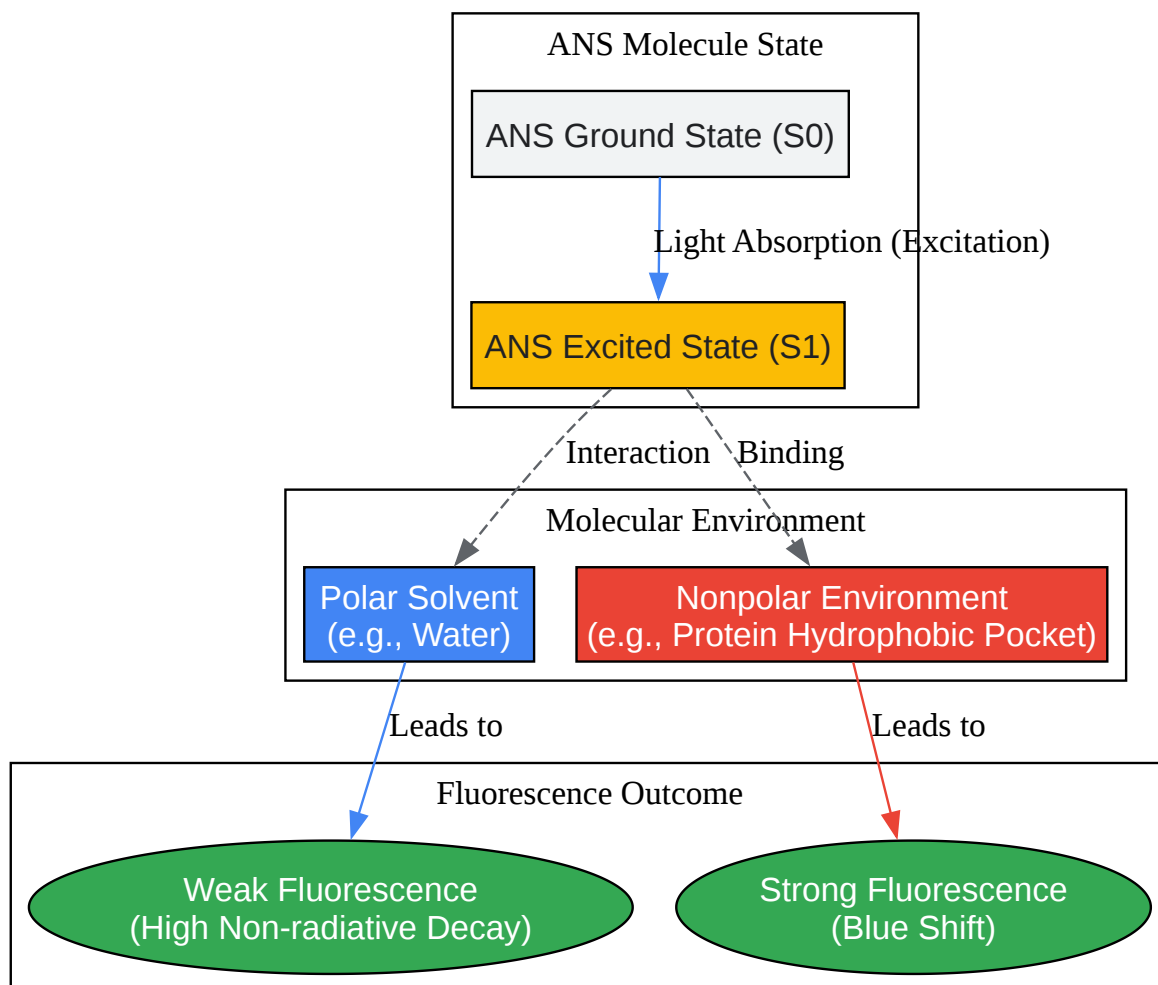 ANS Molecule State
ANS Ground State (S0)
Light Absorption (Excitation)
ANS Excited State (S1)
Interaction
Binding
Molecular Environment
Polar Solvent
(e.g., Water)
Nonpolar Environment
(e.g., Protein Hydrophobic Pocket)
Leads to
Leads to
Fluorescence Outcome
Weak Fluorescence
(High Non-radiative Decay)
Strong Fluorescence
(Blue Shift)